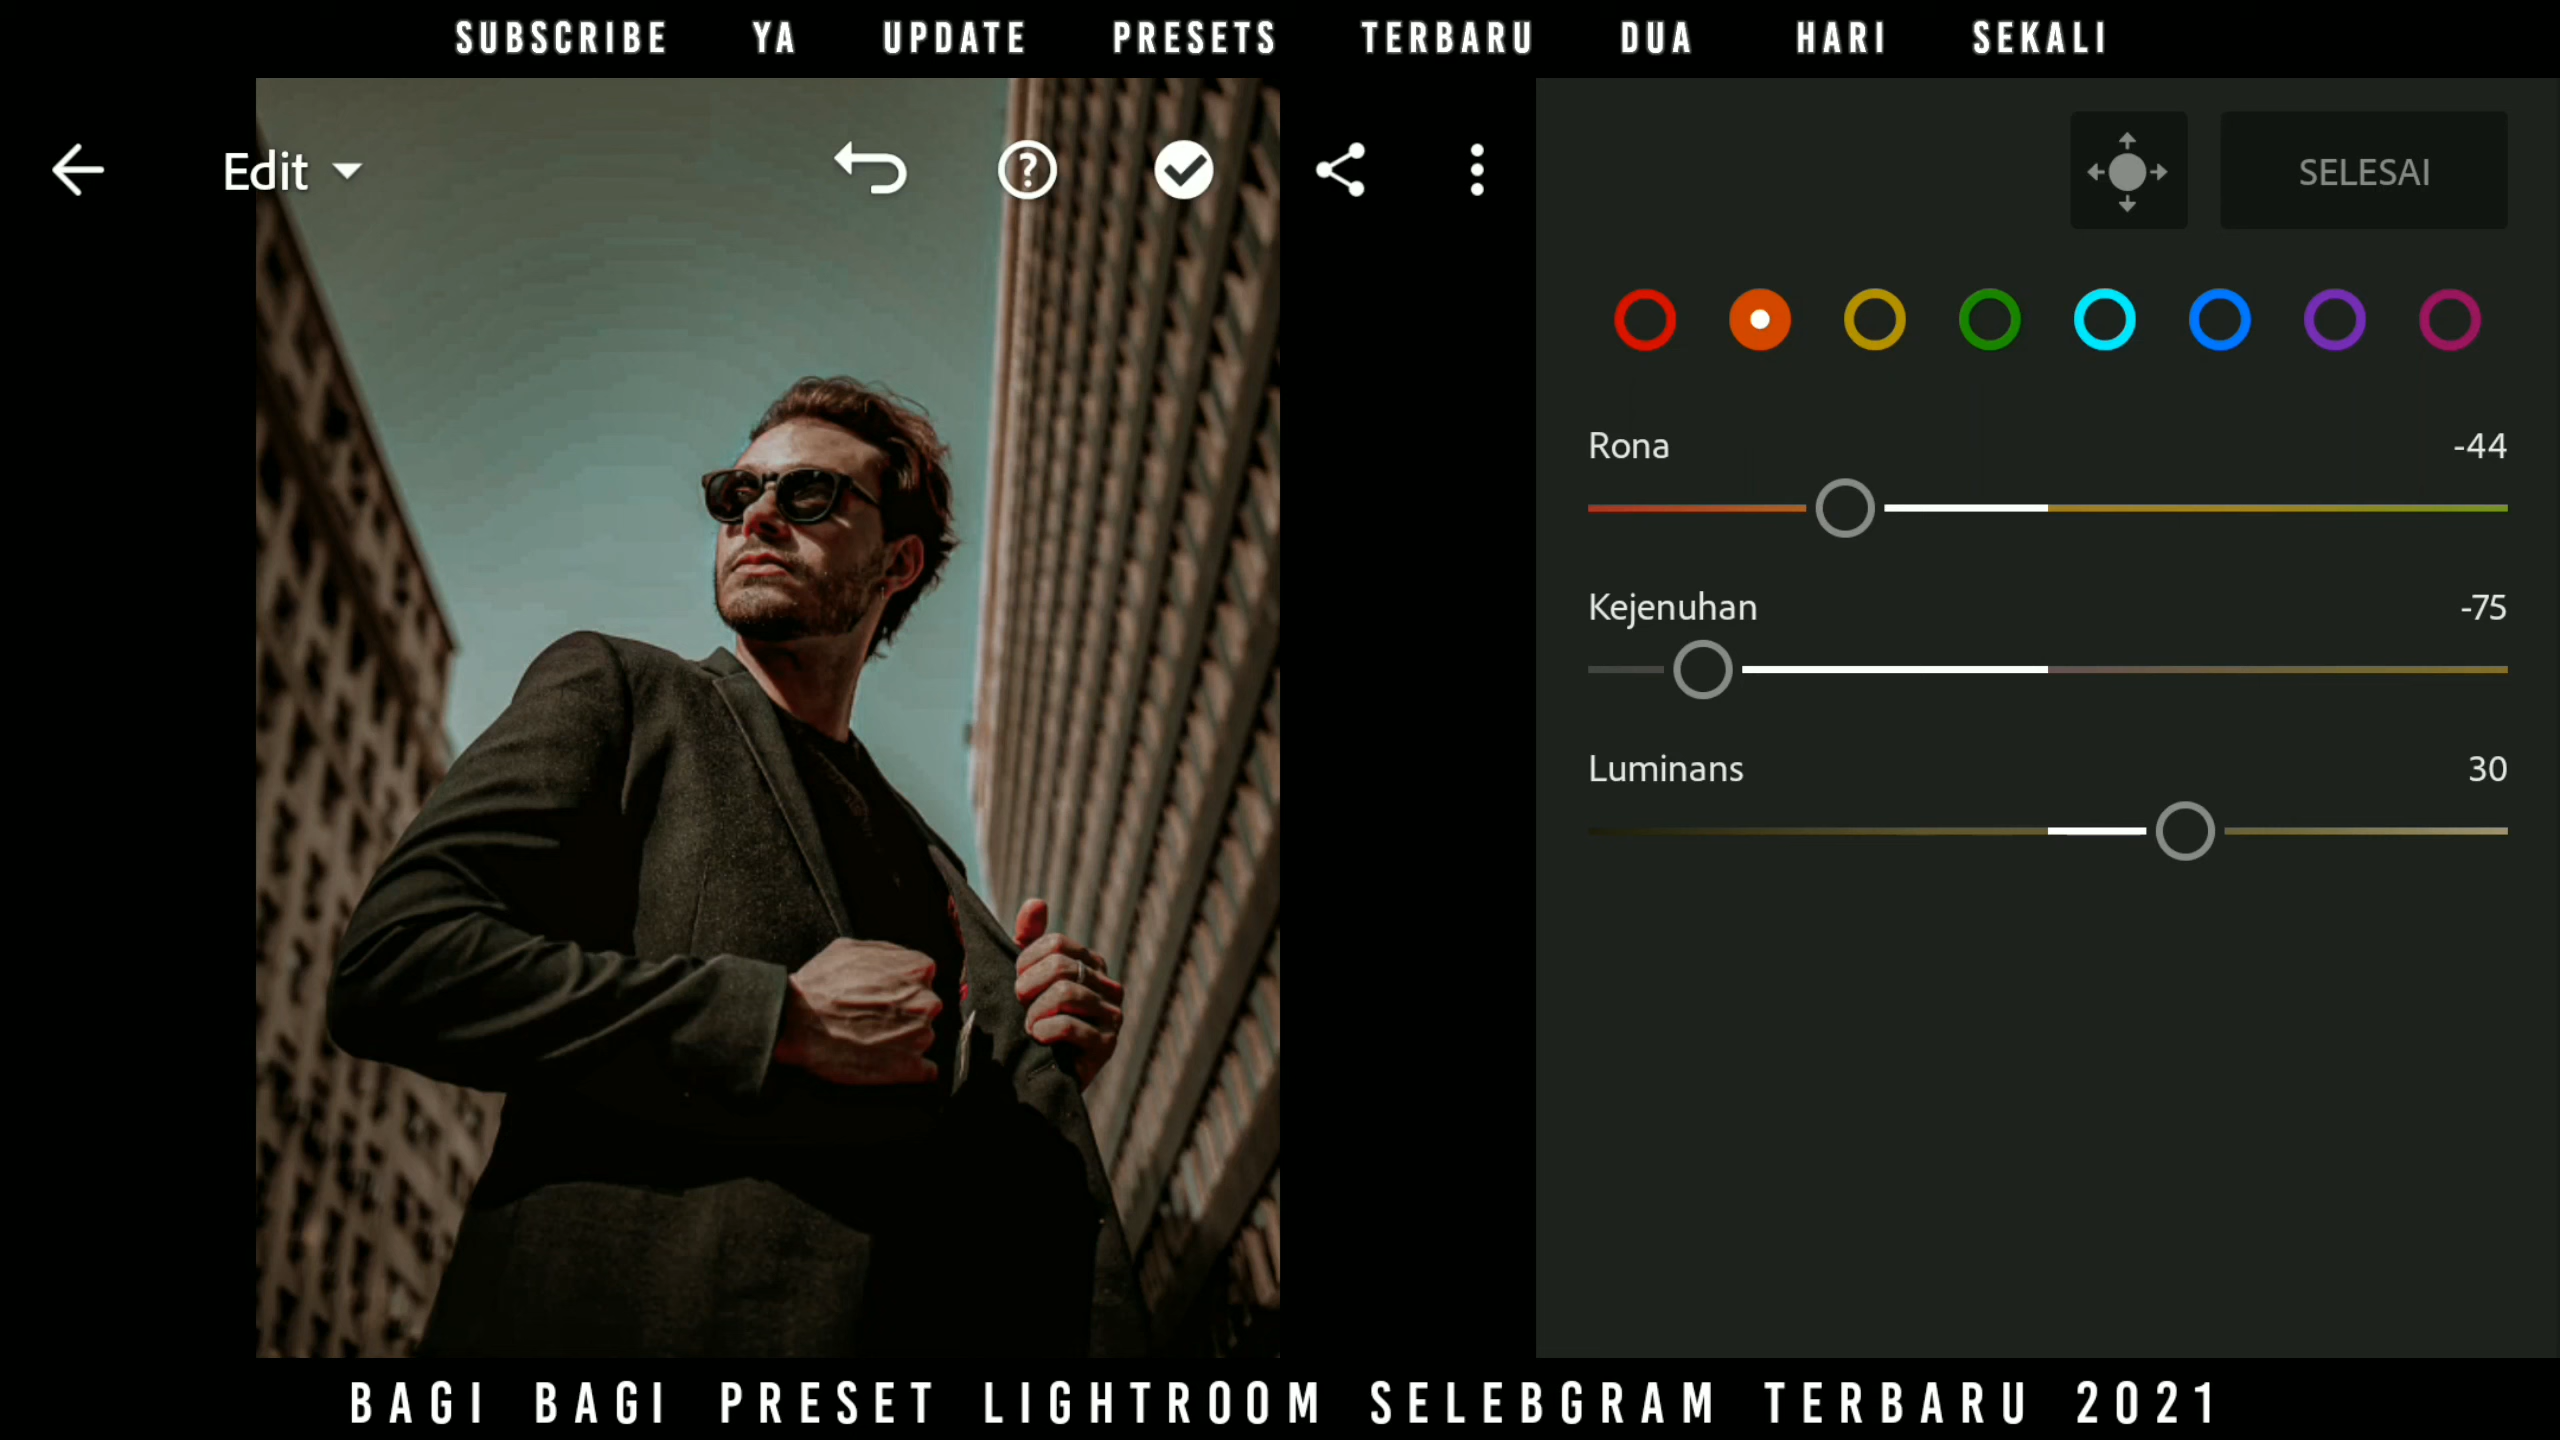 SUBSCRIBE YA UPDATE PRESETS TERBARU DUA HARI SEKALI
Edit
SELESAI
Rona -44
Kejenuhan -75
Luminans 30
BAGI BAGI PRESET LIGHTROOM SELEBGRAM TERBARU 2021